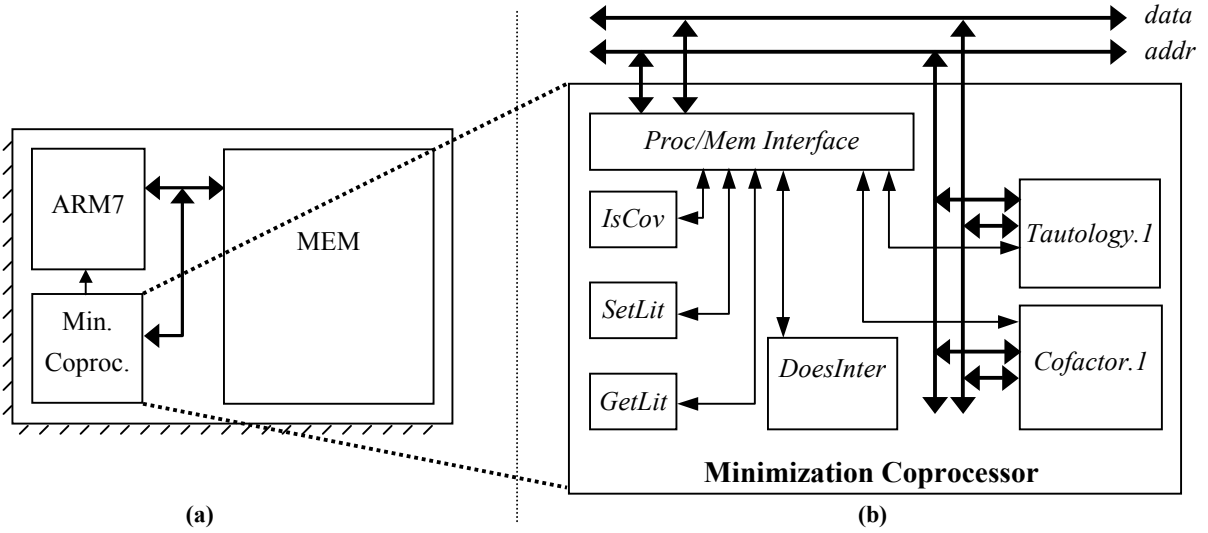 data
addr
Proc/Mem Interface
ARM7
MEM
IsCov
Tautology.1
SetLit
Min.
Coproc.
DoesInter
Cofactor.1
GetLit
Minimization Coprocessor
(a)
(b)